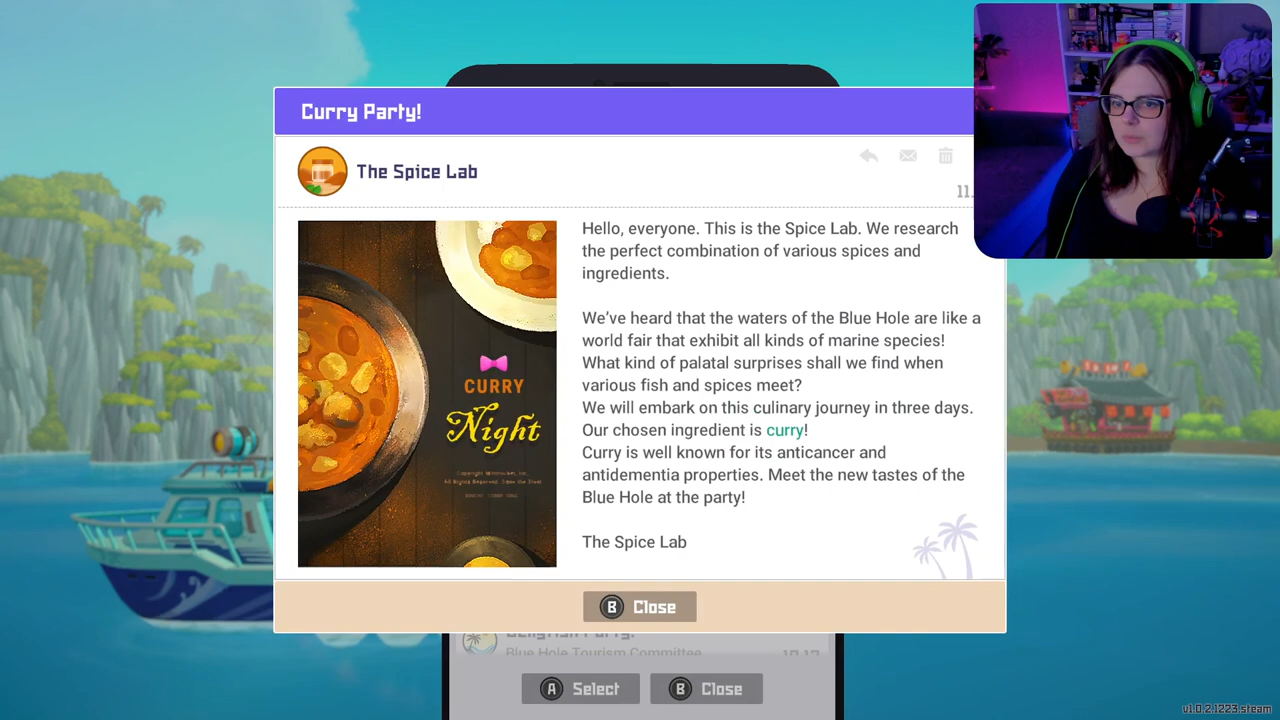 Curry Party!
The Spice Lab
11.
Hello, everyone. This is the Spice Lab. We research
the perfect combination of various spices and
ingredients.
We've heard that the waters of the Blue Hole are like a
world fair that exhibit all kinds of marine species!
What kind of palatal surprises shall we find when
various fish and spices meet?
We will embark on this culinary journey in three days.
Our chosen ingredient is curry!
Curry is well known for its anticancer and
antidementia properties. Meet the new tastes of the
Blue Hole at the party!
The Spice Lab
CURRY
Night
B Close
Blue Hole Tourism Committee
A Select
B Close
v1.0.2.1223.steam